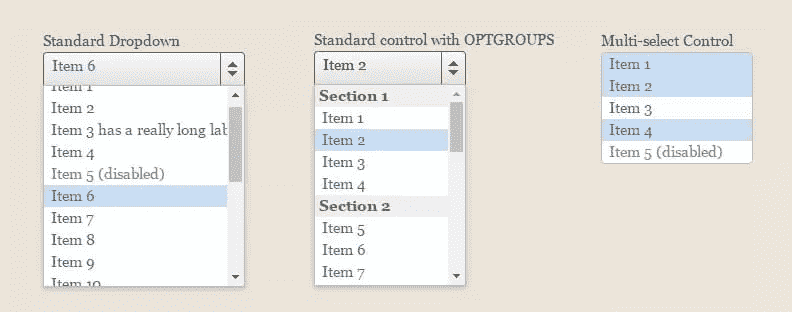 Standard Dropdown
Item 6
Item 1
Item 2
Item 3 has a really long lab
Item 4
Item 5 (disabled)
Item 6
Item 7
Item 8
Item 9
Item 10
Standard control with OPTGROUPS
Item 2
Section 1
Item 1
Item 2
Item 3
Item 4
Section 2
Item 5
Item 6
Item 7
Multi-select Control
Item 1
Item 2
Item 3
Item 4
Item 5 (disabled)